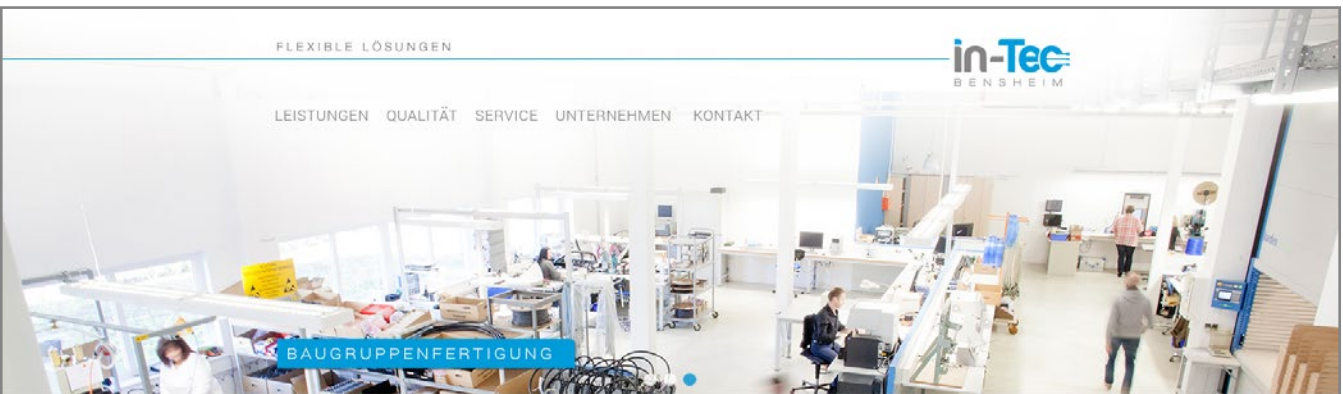 FLEXIBLE LÖSUNGEN
in-Tec
BENSHEIM
LEISTUNGEN QUALITÄT SERVICE UNTERNEHMEN KONTAKT
BAUGRUPPENFERTIGUNG